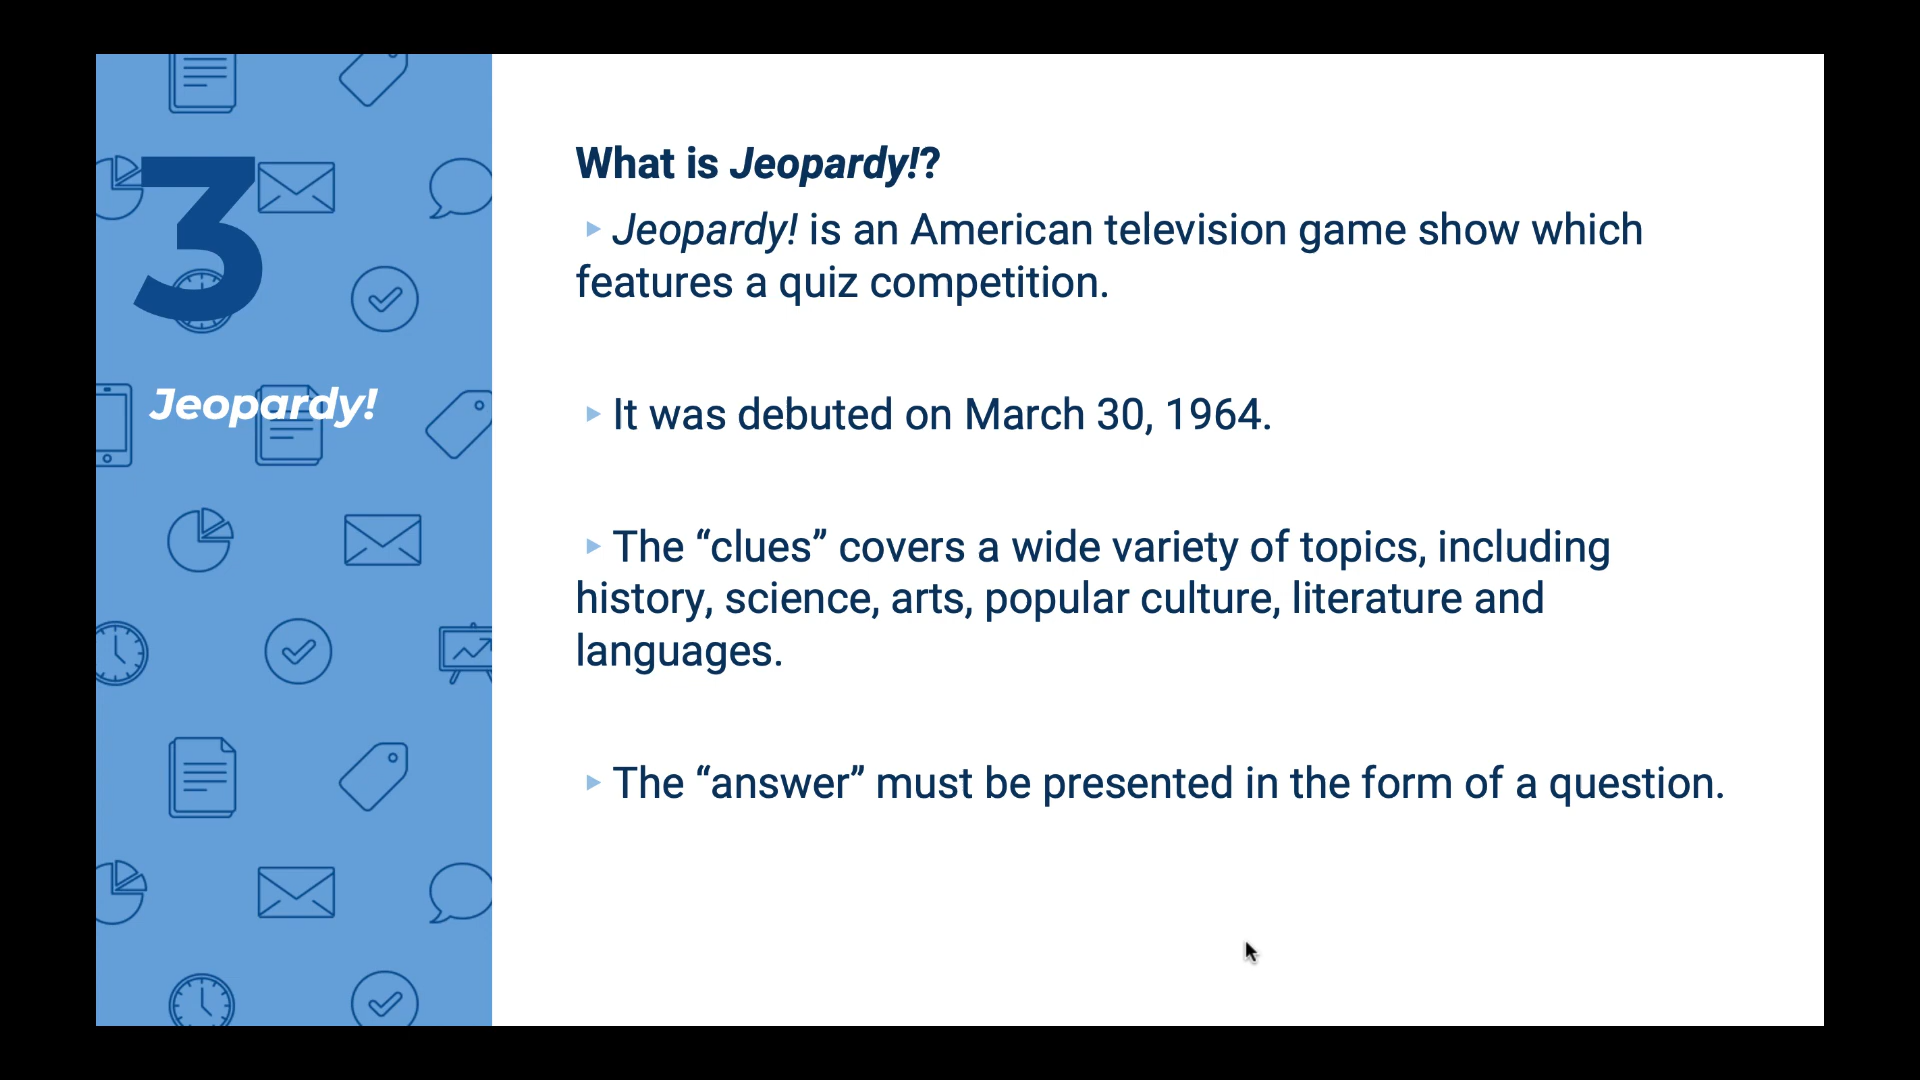 3
Jeopardy!
What is Jeopardy!?
▸ Jeopardy! is an American television game show which
features a quiz competition.
▸ It was debuted on March 30, 1964.
▸ The “clues” covers a wide variety of topics, including
history, science, arts, popular culture, literature and
languages.
▸ The “answer” must be presented in the form of a question.